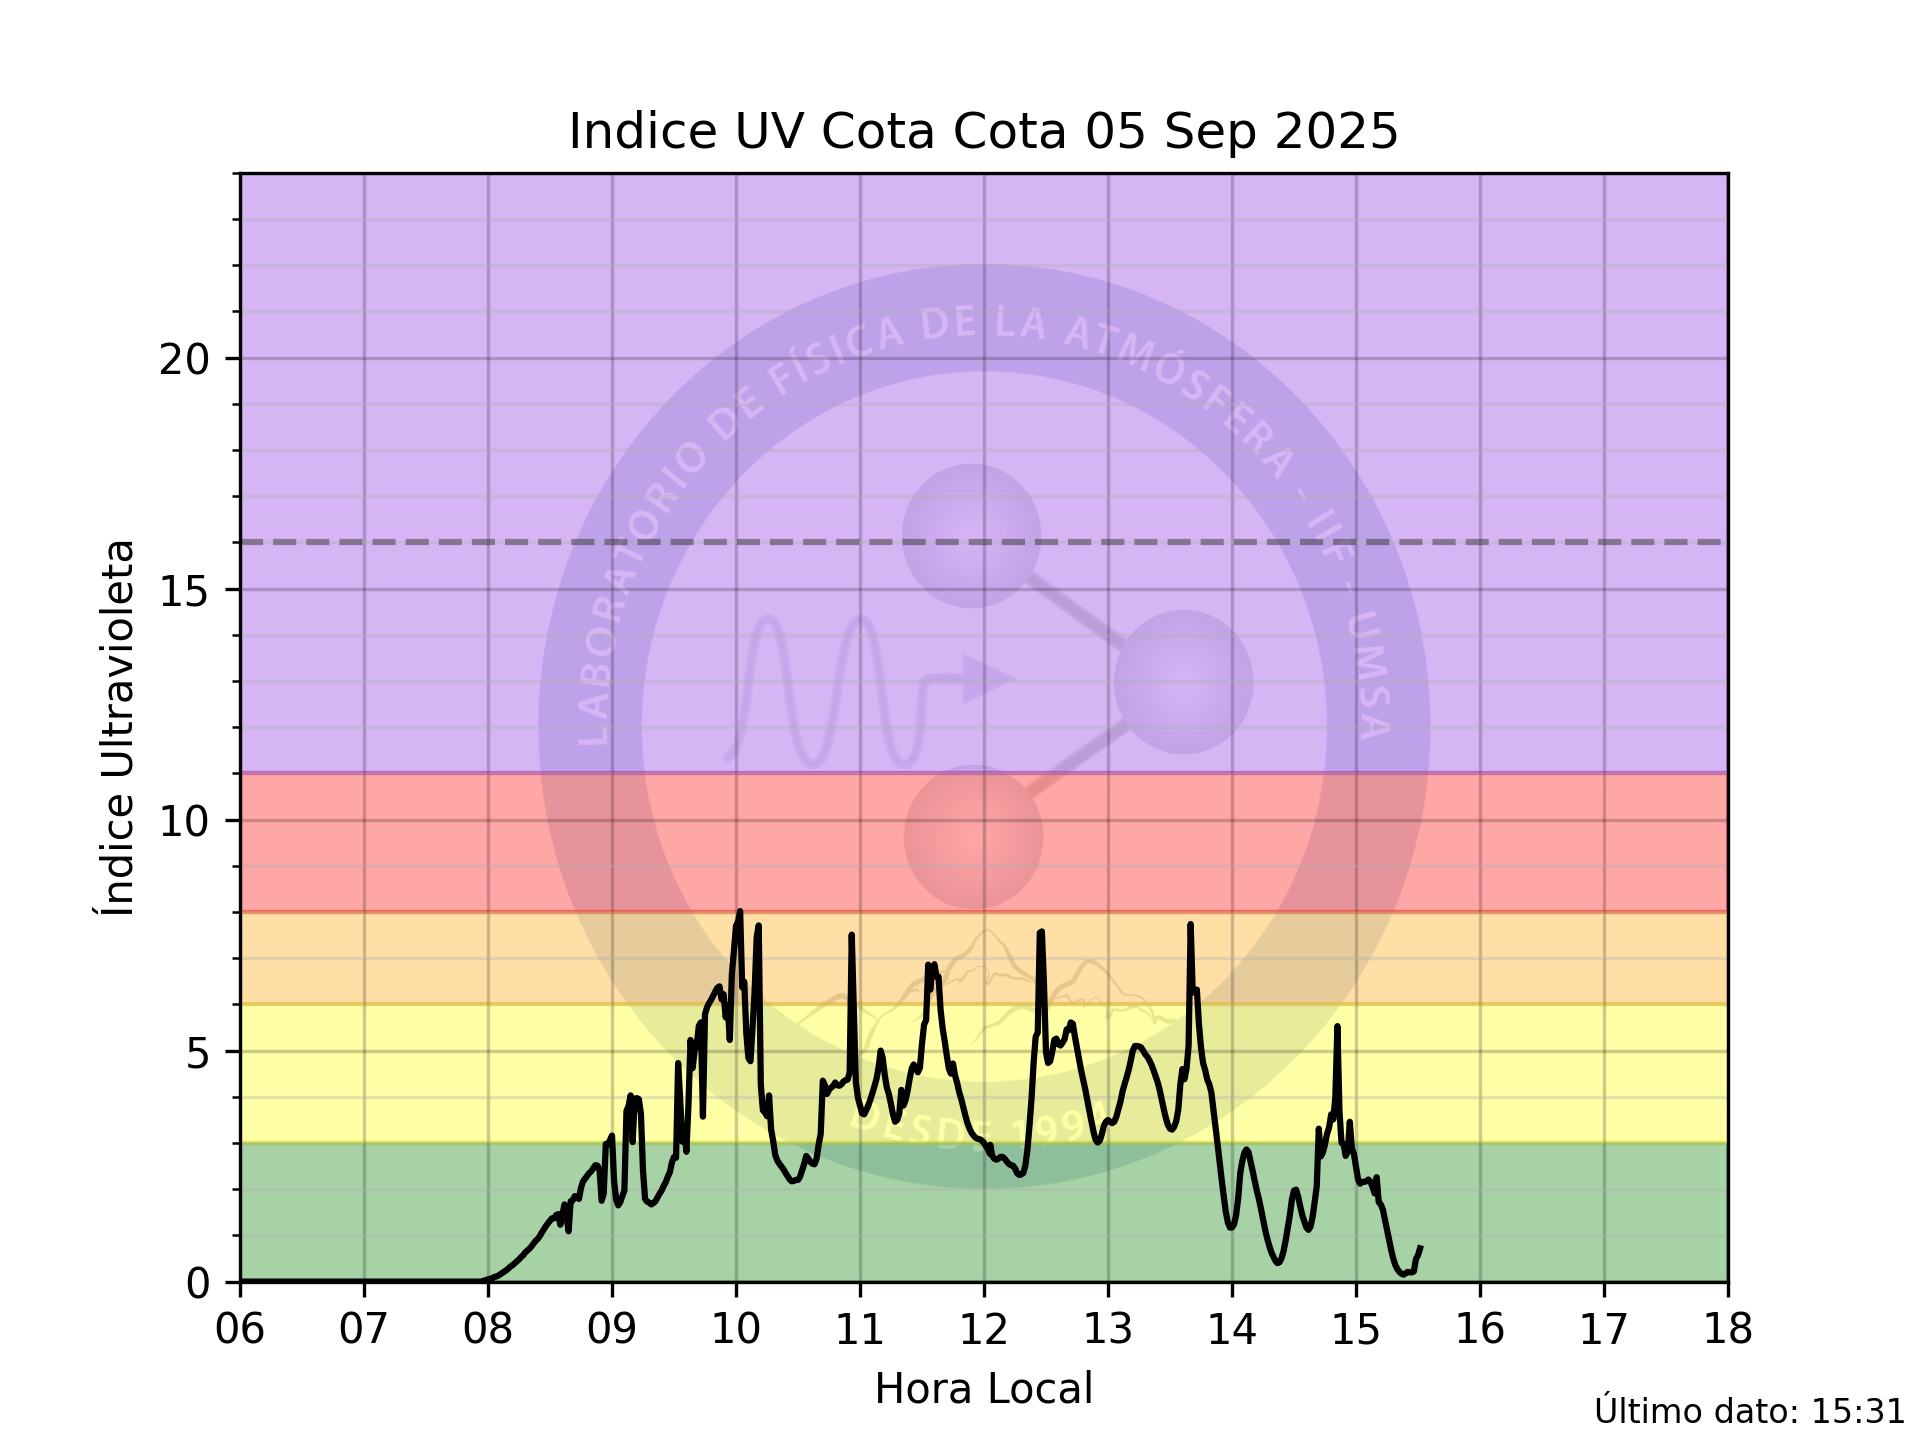 Indice UV Cota Cota 05 Sep 2025
Índice Ultravioleta
20
15
10
5
0
LABORATORIO DE FÍSICA DE LA ATMÓSFERA - IIF - UMSA
DESDE 1994
06 07 08 09 10 11 12 13 14 15 16 17 18
Hora Local
Último dato: 15:31